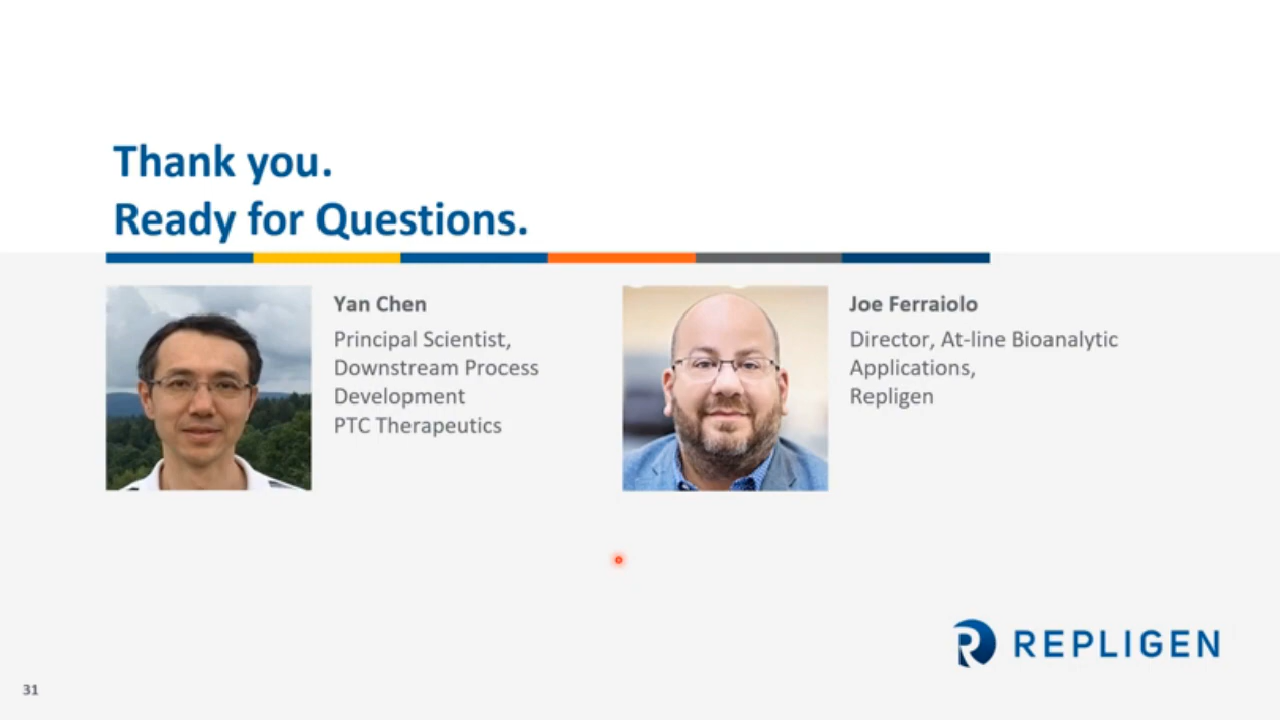 Thank you.
Ready for Questions.
Yan Chen
Principal Scientist,
Downstream Process
Development
PTC Therapeutics
Joe Ferraiolo
Director, At-line Bioanalytic
Applications,
Repligen
REPLIGEN
31